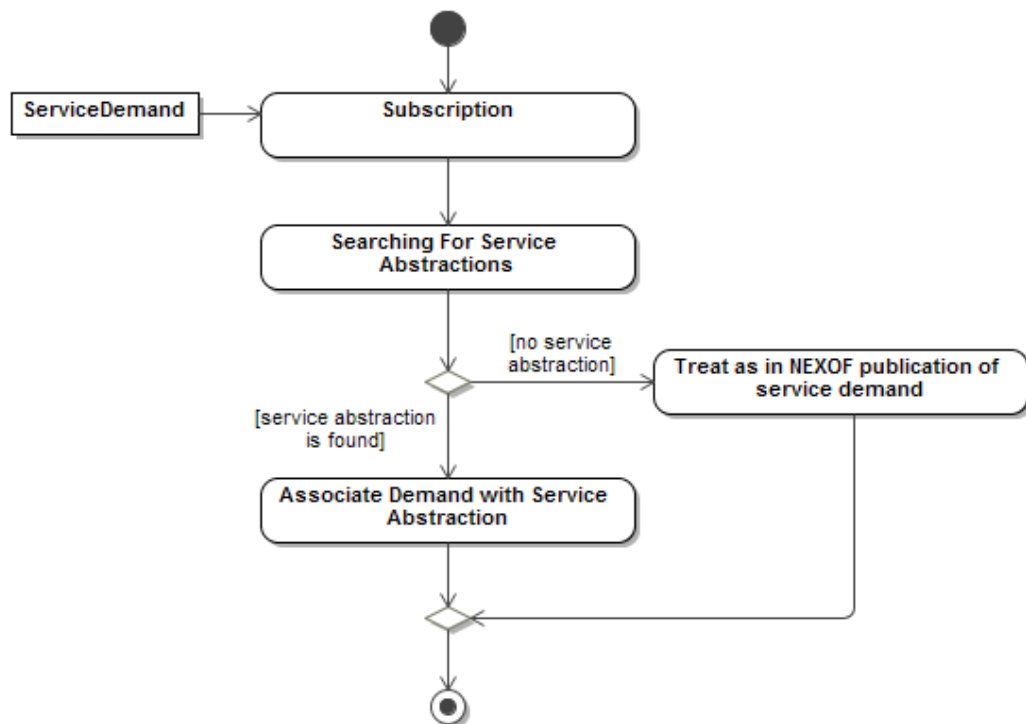 ServiceDemand
Subscription
Searching For Service
Abstractions
[no service
abstraction]
Treat as in NEXOF publication of
service demand
[service abstraction
is found]
Associate Demand with Service
Abstraction